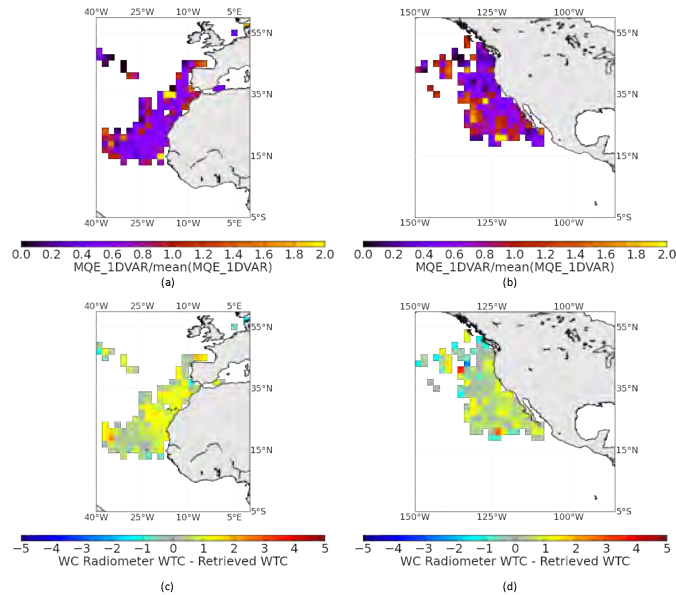 55°N
35°N
15°N
5°S
40°W 25°W 10°W 5°E
0.0 0.2 0.4 0.6 0.8 1.0 1.2 1.4 1.6 1.8 2.0
MQE_1DVAR/mean(MQE_1DVAR)
(a)
150°W 125°W 100°W
55°N
35°N
15°N
5°S
150°W 125°W 100°W
0.0 0.2 0.4 0.6 0.8 1.0 1.2 1.4 1.6 1.8 2.0
MQE_1DVAR/mean(MQE_1DVAR)
(b)
40°W 25°W 10°W 5°E
55°N
35°N
15°N
5°S
40°W 25°W 10°W 5°E
−5 −4 −3 −2 −1 0 1 2 3 4 5
WC Radiometer WTC - Retrieved WTC
(c)
150°W 125°W 100°W
55°N
35°N
15°N
5°S
150°W 125°W 100°W
−5 −4 −3 −2 −1 0 1 2 3 4 5
WC Radiometer WTC - Retrieved WTC
(d)